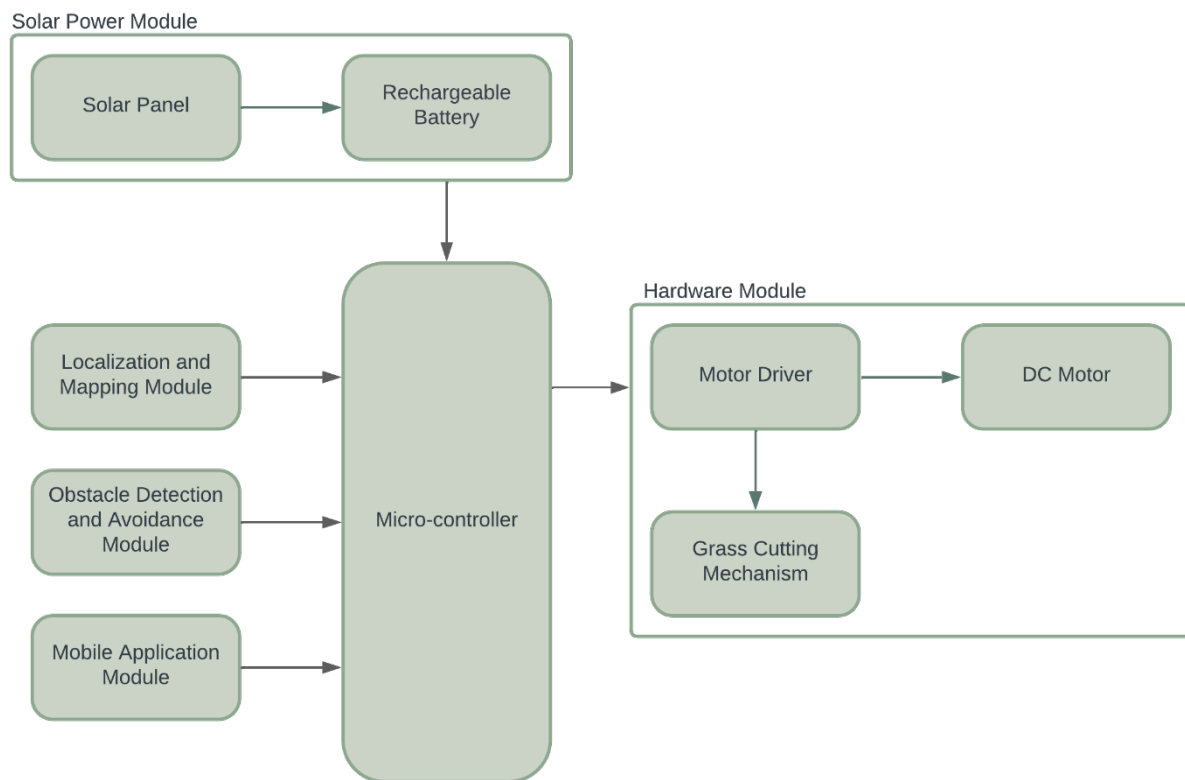 Solar Power Module
Solar Panel
Rechargeable
Battery
Hardware Module
Localization and
Mapping Module
Motor Driver
DC Motor
Obstacle Detection
and Avoidance
Module
Micro-controller
Grass Cutting
Mechanism
Mobile Application
Module